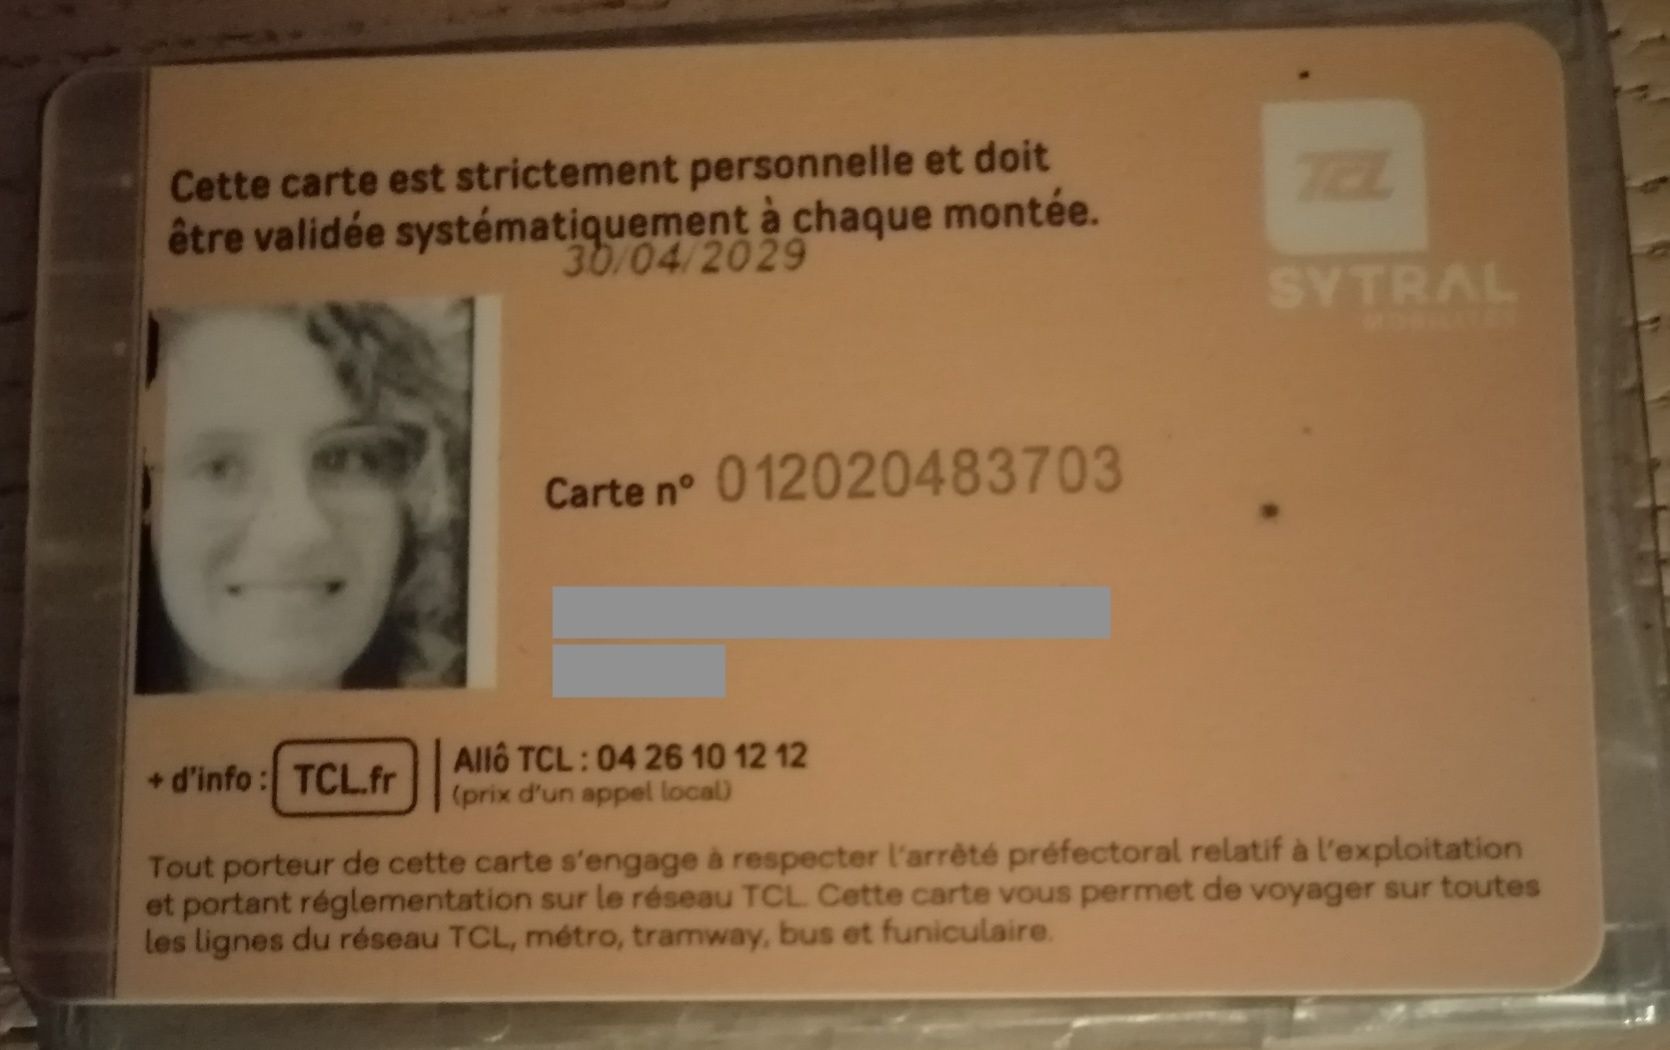 Cette carte est strictement personnelle et doit
être validée systématiquement à chaque montée.
30/04/2029
TCL
SYTRAL
Carte n° 012020483703
+ d'info : TCL.fr
Allô TCL : 04 26 10 12 12
(prix d'un appel local)
Tout porteur de cette carte s'engage à respecter l'arrêté préfectoral relatif à l'exploitation
et portant réglementation sur le réseau TCL. Cette carte vous permet de voyager sur toutes
les lignes du réseau TCL, métro, tramway, bus et funiculaire.